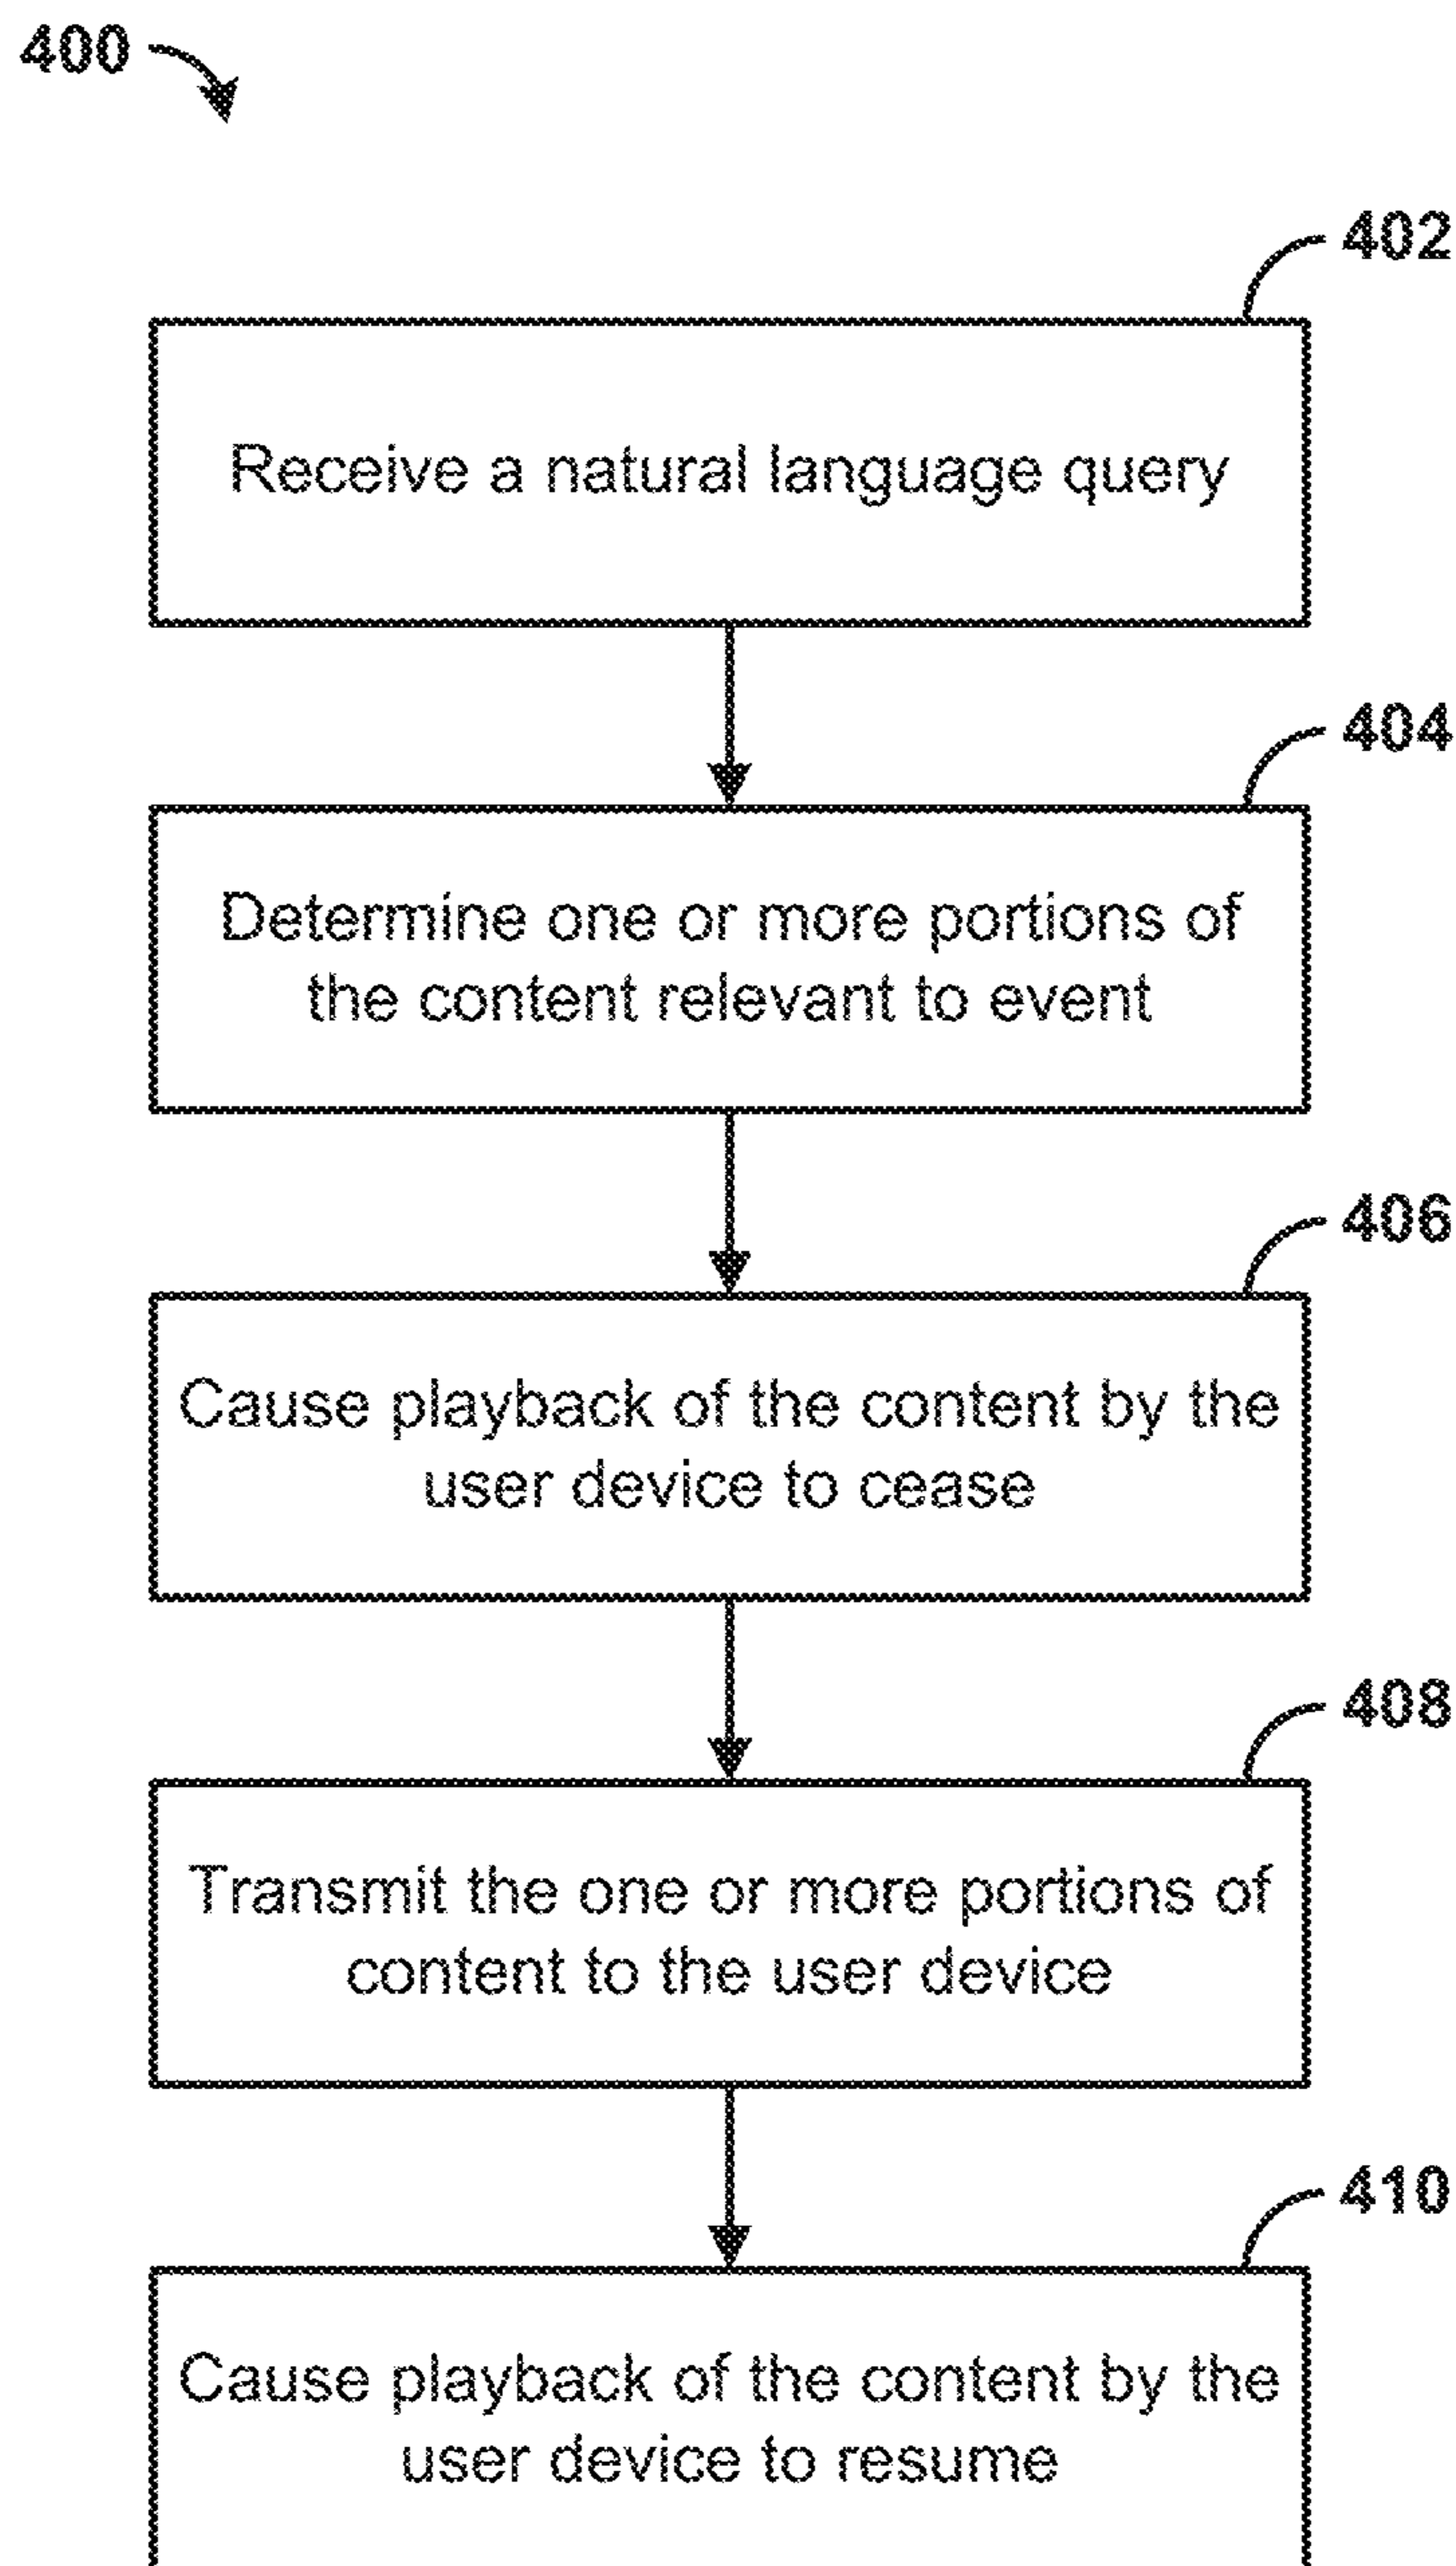 400
402
Receive a natural language query
404
Determine one or more portions of
the content relevant to event
406
Cause playback of the content by the
user device to cease
408
Transmit the one or more portions of
content to the user device
410
Cause playback of the content by the
user device to resume